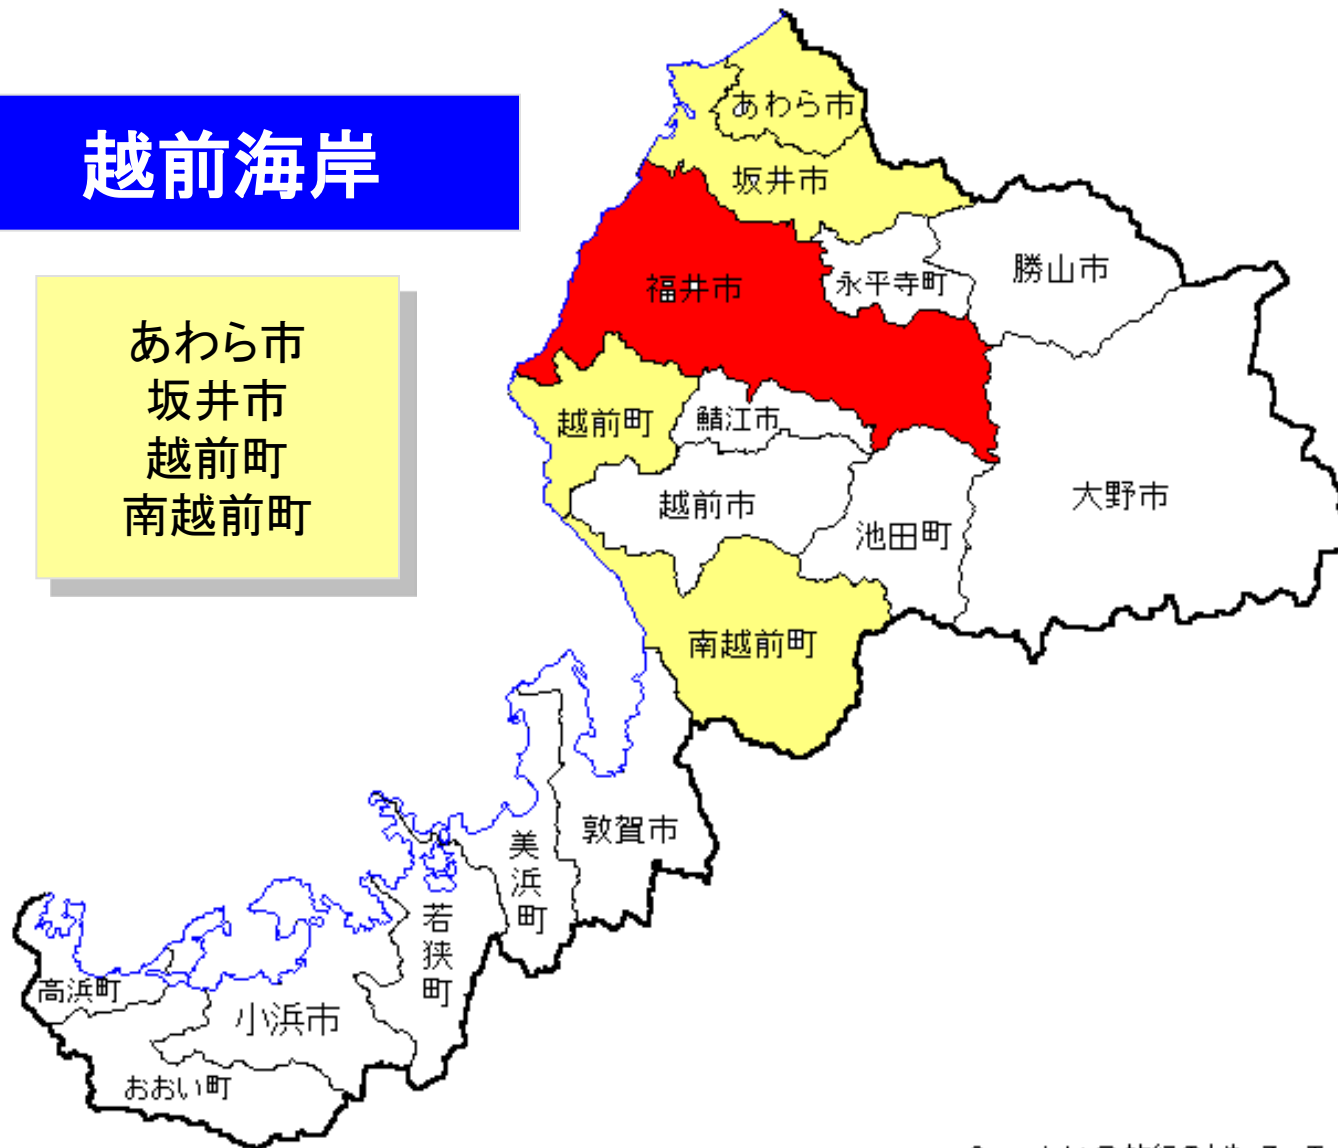 越前海岸
あわら市
坂井市
越前町
南越前町
あわら市
坂井市
福井市
永平寺町
勝山市
越前町
鯖江市
越前市
池田町
大野市
南越前町
敦賀市
美浜町
若狭町
高浜町
小浜市
おおい町